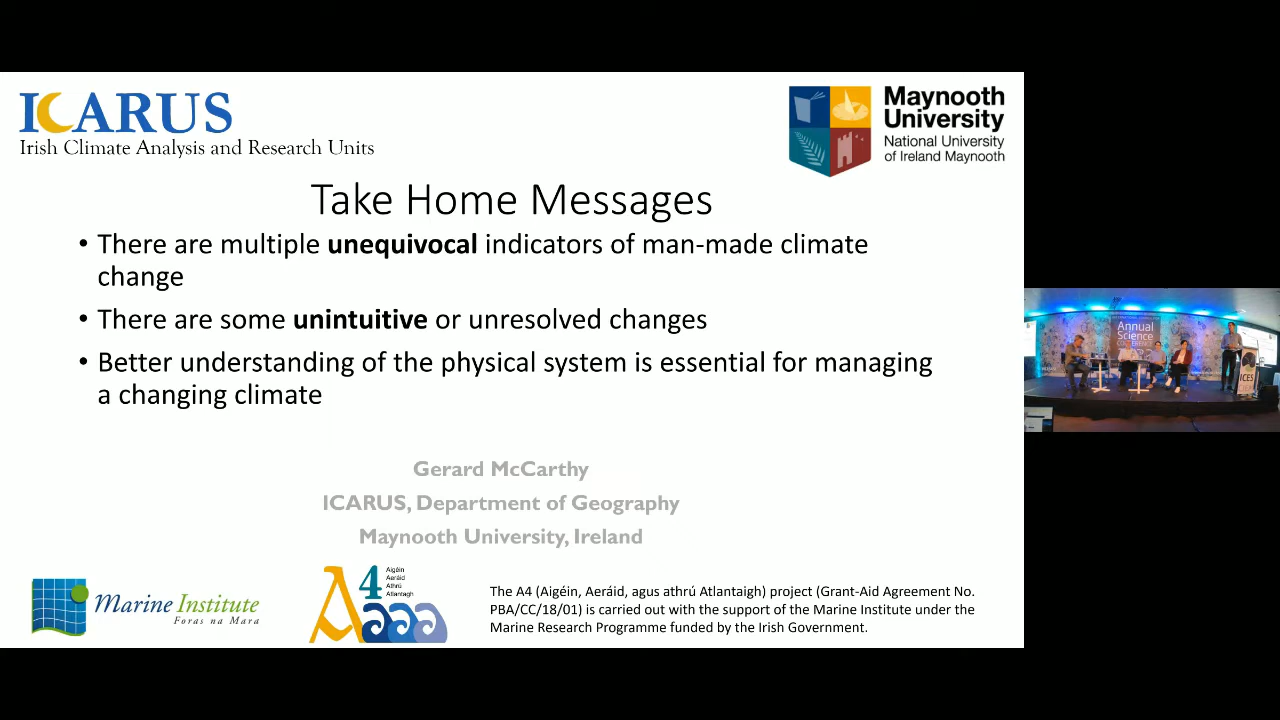 ICARUS
Irish Climate Analysis and Research Units
Maynooth
University
National University
of Ireland Maynooth
Take Home Messages
• There are multiple unequivocal indicators of man-made climate
change
• There are some unintuitive or unresolved changes
• Better understanding of the physical system is essential for managing
a changing climate
Gerard McCarthy
ICARUS, Department of Geography
Maynooth University, Ireland
Marine Institute
Foras na Mara
A4
Aigéin
Aeráid
Athrú
Atlantaigh
Aaaa
The A4 (Aigéin, Aeráid, agus athrú Atlantaigh) project (Grant-Aid Agreement No.
PBA/CC/18/01) is carried out with the support of the Marine Institute under the
Marine Research Programme funded by the Irish Government.
Annual
Science
CONFERENCE
ICES